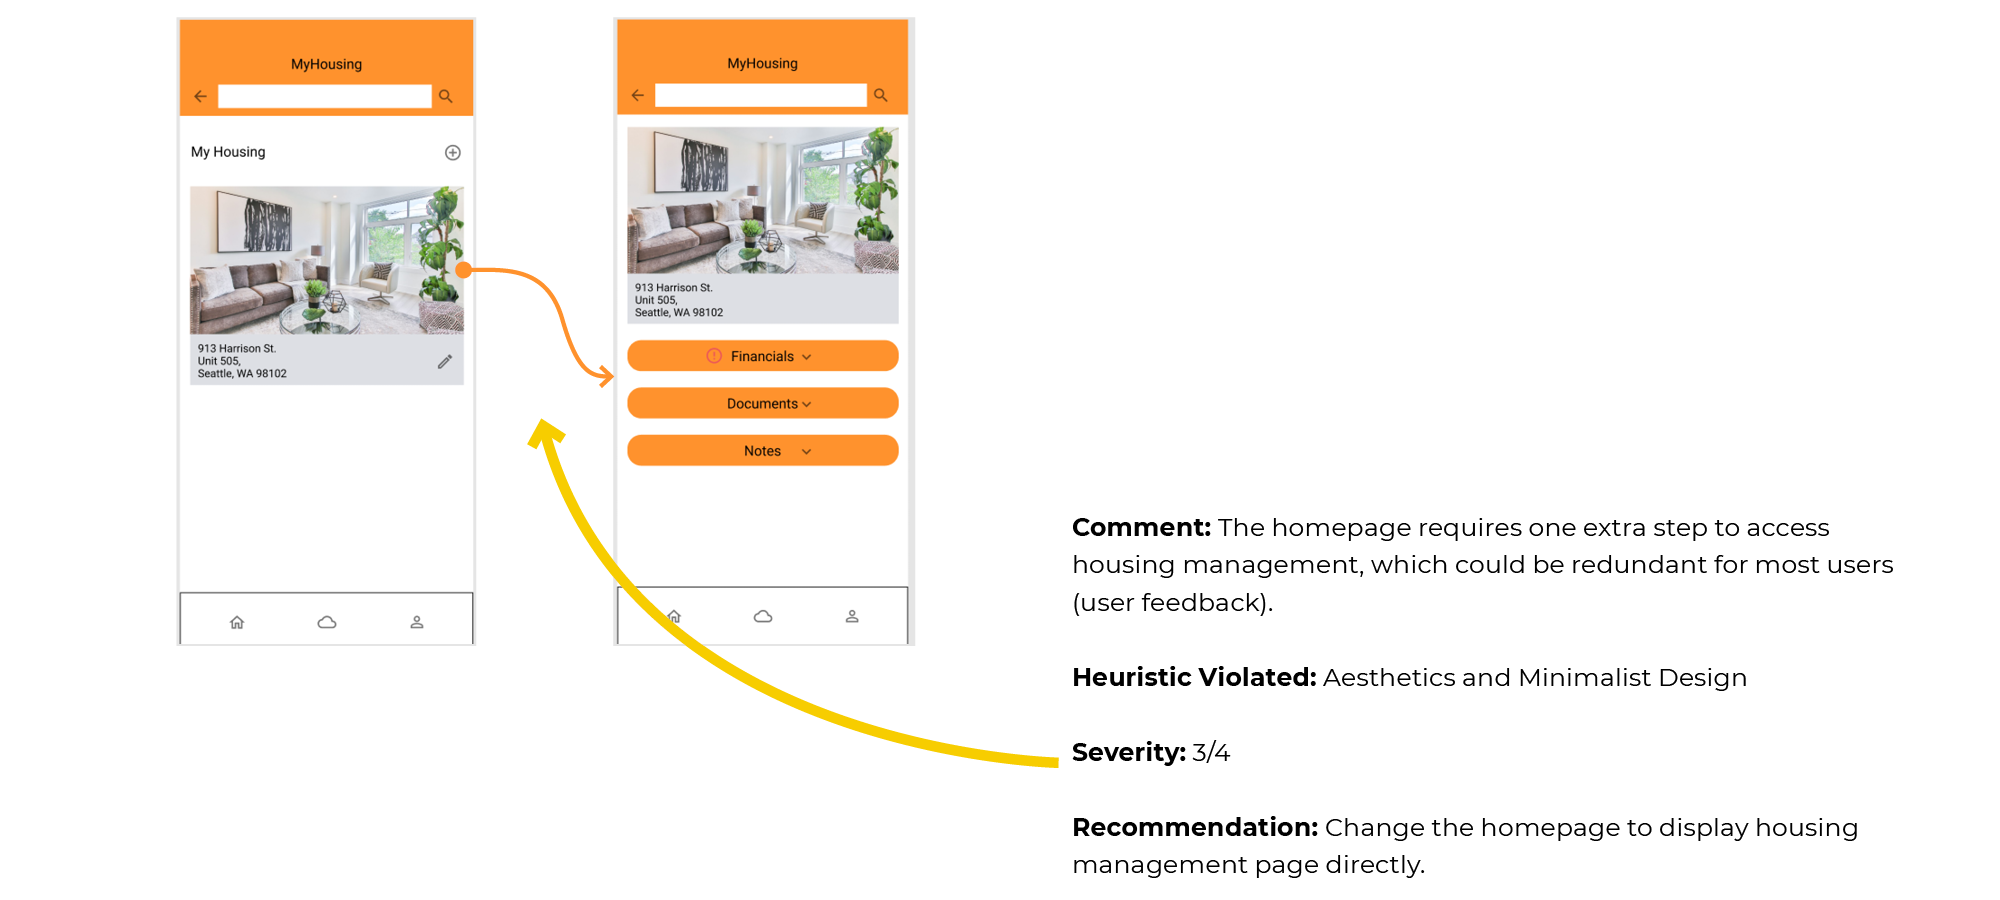 MyHousing
My Housing
913 Harrison St.
Unit 505,
Seattle, WA 98102
MyHousing
913 Harrison St.
Unit 505,
Seattle, WA 98102
Financials
Documents
Notes
Comment: The homepage requires one extra step to access
housing management, which could be redundant for most users
(user feedback).
Heuristic Violated: Aesthetics and Minimalist Design
Severity: 3/4
Recommendation: Change the homepage to display housing
management page directly.